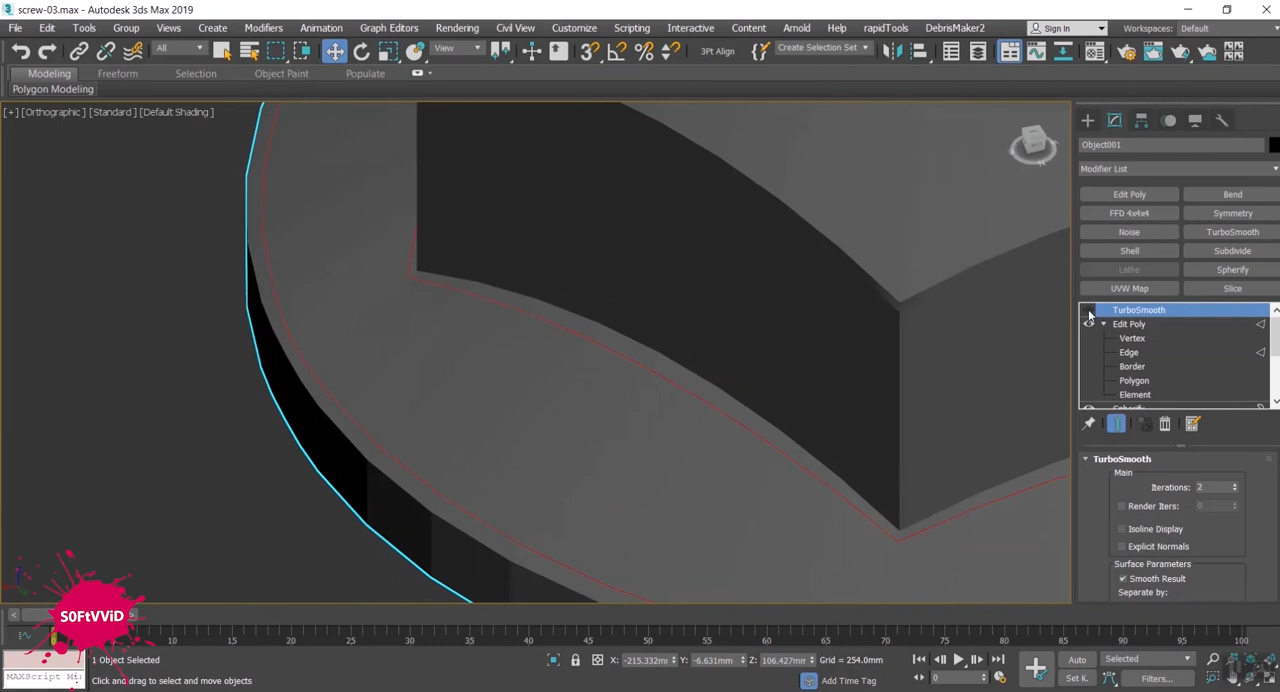 screw-03.max - Autodesk 3ds Max 2019
File Edit Tools Group Views Create Modifiers Animation Graph Editors Rendering Civil View Customize Scripting Interactive Content Arnold Help rapidTools DebrisMaker2 Sign In Workspaces: Default
All View 3pt Align Create Selection Set
Modeling Freeform Selection Object Paint Populate
Polygon Modeling
[+] [Orthographic ] [Standard ] [Default Shading ]
Object001
Modifier List
Edit Poly Bend
FFD 4x4x4 Symmetry
Noise TurboSmooth
Shell Subdivide
Lathe Spherify
UVW Map Slice
TurboSmooth
Edit Poly
Vertex
Edge
Border
Polygon
Element
Spherify
TurboSmooth
Main
Iterations: 2
Render Iters: 0
Isoline Display
Explicit Normals
Surface Parameters
Smooth Result
Separate by:
S0FtVViD
0 10 15 20 25 30 35 40 45 50 55 60 65 70 75 80 85 90 95 100
1 Object Selected X: -215.332m Y: -6.631mm Z: 106.427mm Grid = 254.0mm Auto Selected
MAXScript Mi Click and drag to select and move objects Add Time Tag 0 Set K. Filters...